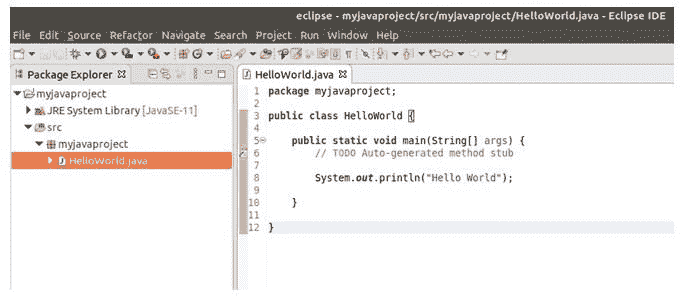 eclipse - myjavaproject/src/myjavaproject/HelloWorld.java - Eclipse IDE
File Edit Source Refactor Navigate Search Project Run Window Help
Package Explorer
myjavaproject
JRE System Library [JavaSE-11]
src
myjavaproject
HelloWorld.java
HelloWorld.java
1 package myjavaproject;
2
3 public class HelloWorld {
4
5 public static void main(String[] args) {
6 // TODO Auto-generated method stub
7
8 System.out.println("Hello World");
9
10 }
11
12 }